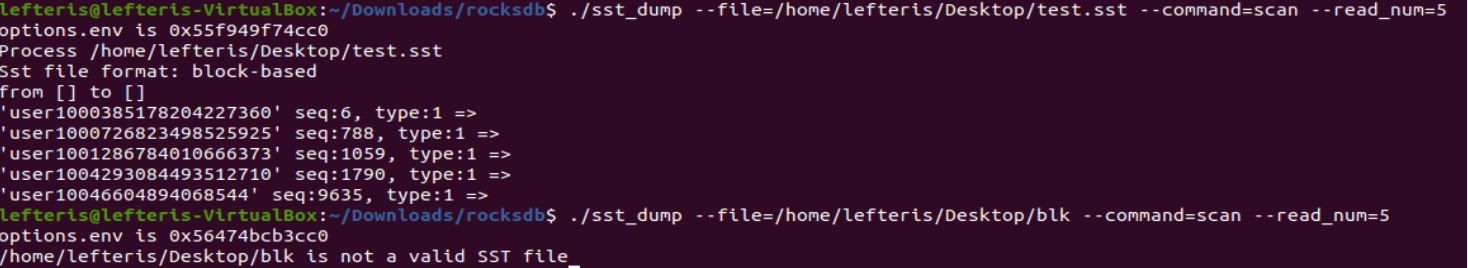 lefteris@lefteris-VirtualBox:~/Downloads/rocksdb$ ./sst_dump --file=/home/lefteris/Desktop/test.sst --command=scan --read_num=5
options.env is 0x55f949f74cc0
Process /home/lefteris/Desktop/test.sst
Sst file format: block-based
from [] to []
'user1000385178204227360' seq:6, type:1 =>
'user1000726823498525925' seq:788, type:1 =>
'user1001286784010666373' seq:1059, type:1 =>
'user1004293084493512710' seq:1790, type:1 =>
'user10046604894068544' seq:9635, type:1 =>
lefteris@lefteris-VirtualBox:~/Downloads/rocksdb$ ./sst_dump --file=/home/lefteris/Desktop/blk --command=scan --read_num=5
options.env is 0x56474bcb3cc0
/home/lefteris/Desktop/blk is not a valid SST file